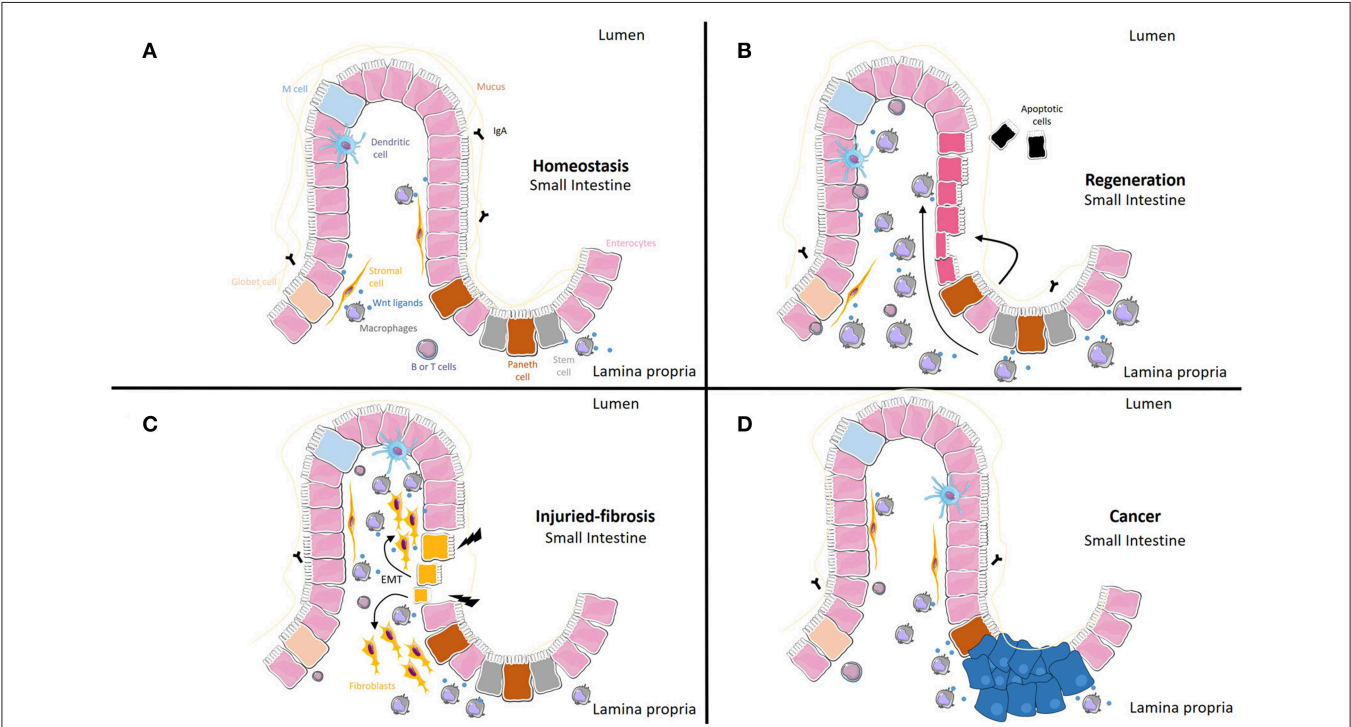 A
Lumen
M cell
Mucus
IgA
Dendritic
cell
Homeostasis
Small Intestine
Enterocytes
Globet cell
Stromal
cell
Wnt ligands
Macrophages
B or T cells
Paneth
cell
Stem
cell
Lamina propria
B
Lumen
Apoptotic
cells
Regeneration
Small Intestine
Lamina propria
C
Lumen
Injuried-fibrosis
Small Intestine
EMT
Fibroblasts
Lamina propria
D
Lumen
Cancer
Small Intestine
Lamina propria